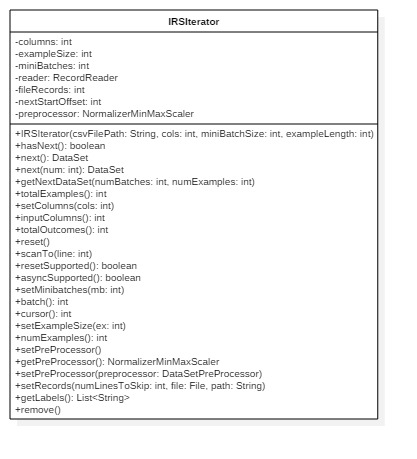 IRSIterator
-columns: int
-exampleSize: int
-miniBatches: int
-reader: RecordReader
-fileRecords: int
-nextStartOffset: int
-preprocessor: NormalizerMinMaxScaler
+IRSIterator(csvFilePath: String, cols: int, miniBatchSize: int, exampleLength: int)
+hasNext(): boolean
+next(): DataSet
+next(num: int): DataSet
+getNextDataSet(numBatches: int, numExamples: int)
+totalExamples(): int
+setColumns(cols: int)
+inputColumns(): int
+totalOutcomes(): int
+reset()
+scanTo(line: int)
+resetSupported(): boolean
+asyncSupported(): boolean
+setMinibatches(mb: int)
+batch(): int
+cursor(): int
+setExampleSize(ex: int)
+numExamples(): int
+setPreProcessor()
+getPreProcessor(): NormalizerMinMaxScaler
+setPreProcessor(preprocessor: DataSetPreProcessor)
+setRecords(numLinesToSkip: int, file: File, path: String)
+getLabels(): List<String>
+remove()